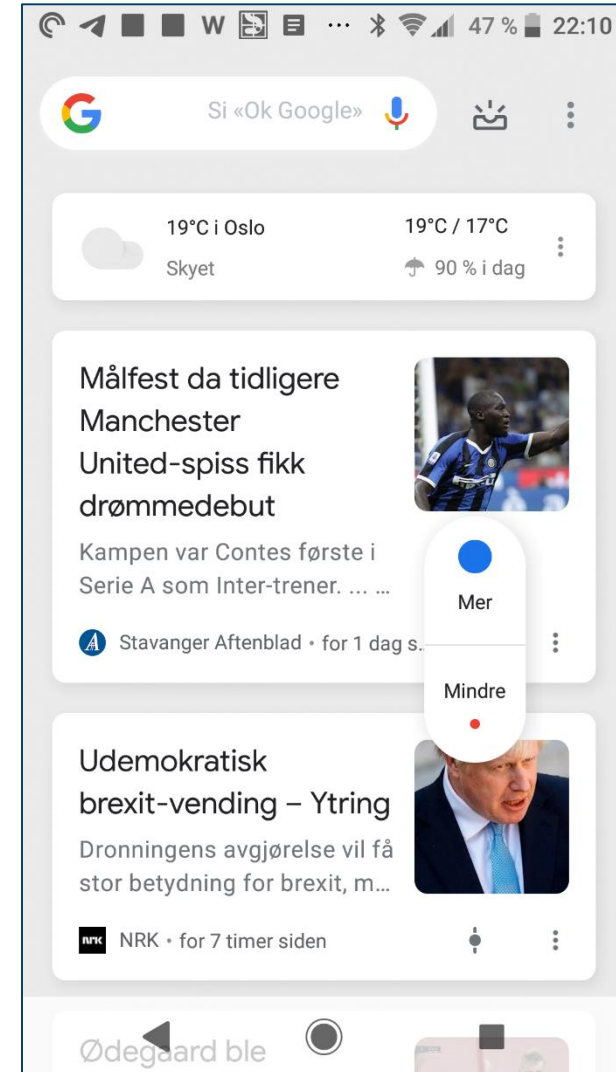 W ... 47 % 22:10
G Si «Ok Google»
19°C i Oslo 19°C / 17°C
Skyet 90 % i dag
Målfest da tidligere
Manchester
United-spiss fikk
drømmedebut
Kampen var Contes første i
Serie A som Inter-trener. ... ...
Mer
A Stavanger Aftenblad • for 1 dag s...
Mindre
Udemokratisk
brexit-vending – Ytring
Dronningens avgjørelse vil få
stor betydning for brexit, m...
NRK NRK • for 7 timer siden
Ødegaard ble